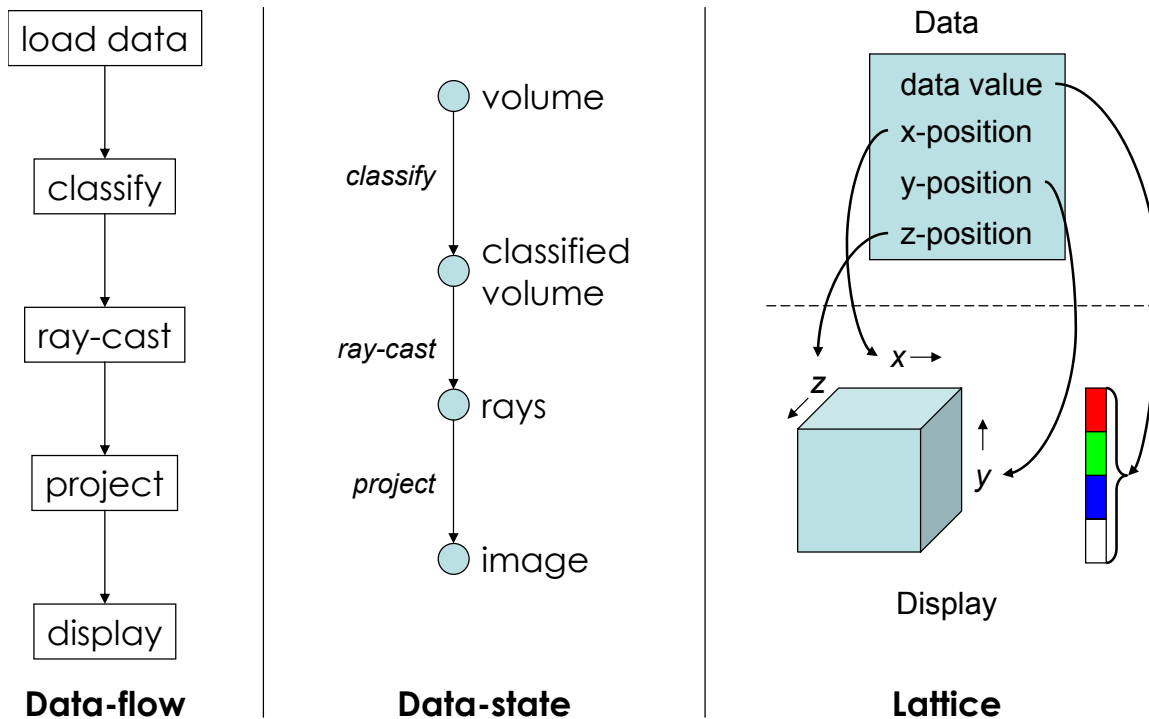 load data
classify
ray-cast
project
display
Data-flow
volume
classify
classified
volume
ray-cast
rays
project
image
Data-state
Data
data value
x-position
y-position
z-position
x
z
y
Display
Lattice